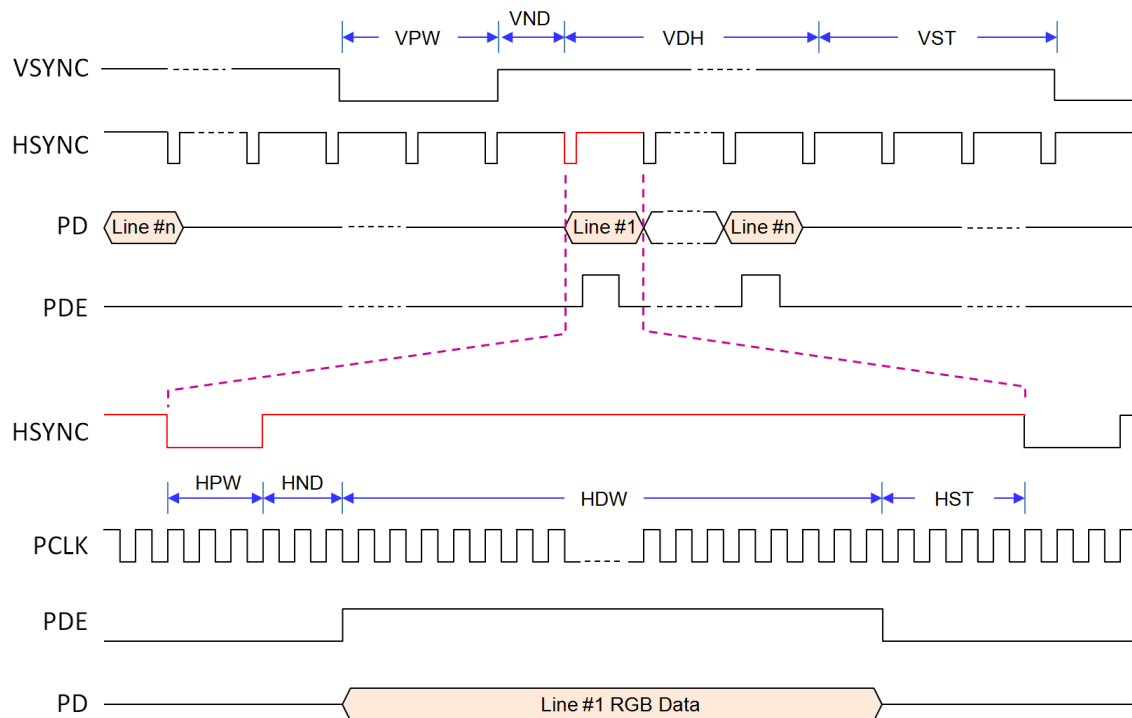 VPW VND VDH VST
VSYNC
HSYNC
PD Line #n Line #1 Line #n
PDE
HSYNC
HPW HND HDW HST
PCLK
PDE
PD Line #1 RGB Data